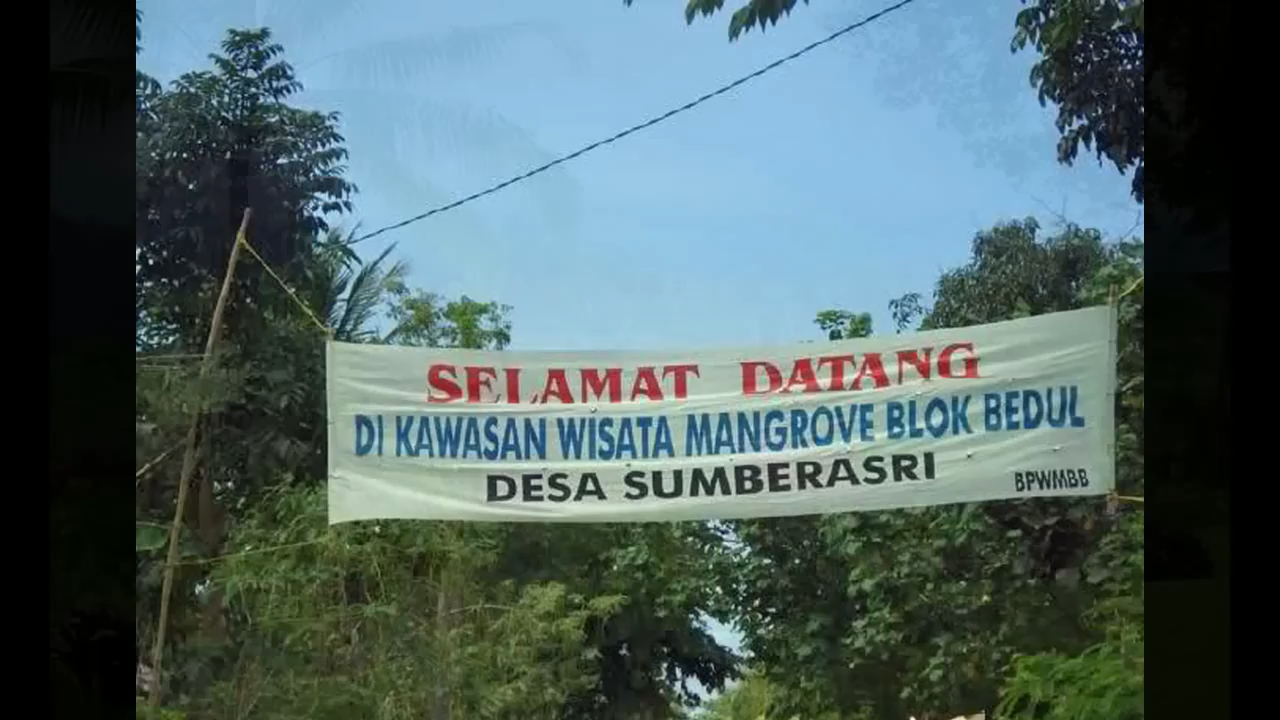 SELAMAT DATANG
DI KAWASAN WISATA MANGROVE BLOK BEDUL
DESA SUMBERASRI
BPWMBB